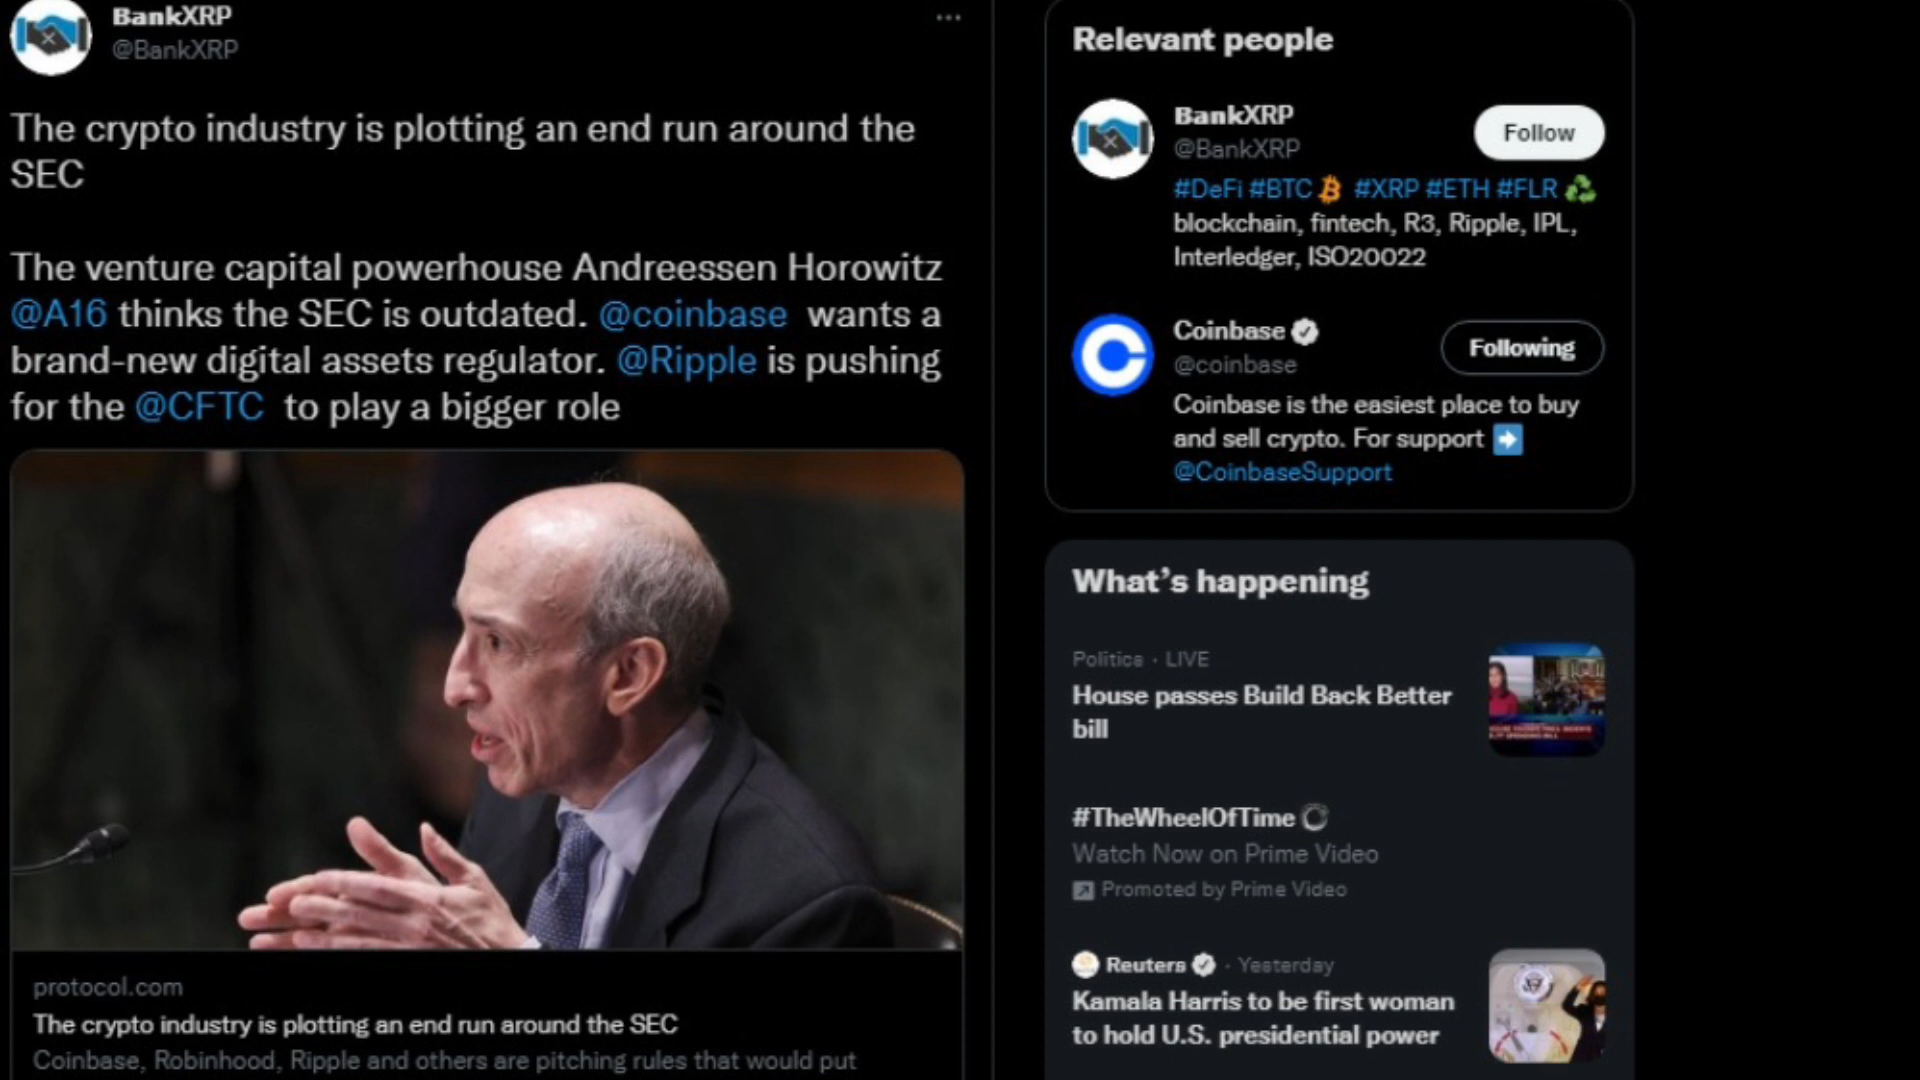 BankXRP
@BankXRP
The crypto industry is plotting an end run around the
SEC
The venture capital powerhouse Andreessen Horowitz
@A16 thinks the SEC is outdated. @coinbase wants a
brand-new digital assets regulator. @Ripple is pushing
for the @CFTC to play a bigger role
protocol.com
The crypto industry is plotting an end run around the SEC
Coinbase, Robinhood, Ripple and others are pitching rules that would put
Relevant people
BankXRP
Follow
@BankXRP
#DeFi #BTC #XRP #ETH #FLR
blockchain, fintech, R3, Ripple, IPL,
Interledger, ISO20022
Coinbase
Following
@coinbase
Coinbase is the easiest place to buy
and sell crypto. For support
@CoinbaseSupport
What's happening
Politics · LIVE
House passes Build Back Better
bill
#TheWheelOfTime
Watch Now on Prime Video
Promoted by Prime Video
Reuters · Yesterday
Kamala Harris to be first woman
to hold U.S. presidential power